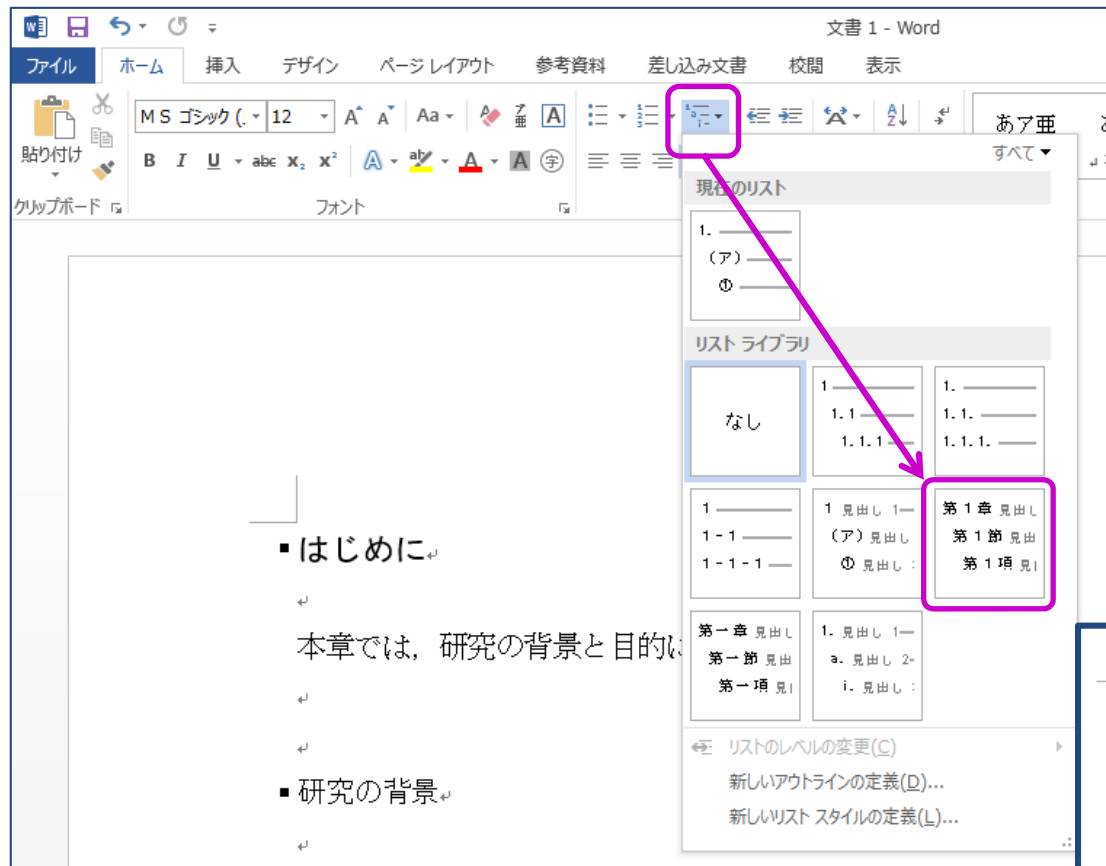 文書 1 - Word
ファイル ホーム 挿入 デザイン ページ レイアウト 参考資料 差し込み文書 校閲 表示
ＭＳ ゴシック (. 12 A A Aa ア亜 A
あア亜
貼り付け
B I U abc x₂ x² A ab A A 字
すべて
クリップボード フォント
現在のリスト
1.
(ア)
①
リスト ライブラリ
なし
1
1.1
1.1.1
1.
1.1.
1.1.1.
1
1-1
1-1-1
1 見出し 1
(ア) 見出し
① 見出し
第 1 章 見出し
第 1 節 見出
第 1 項 見
第一章 見出し
第一節 見出
第一項 見
1. 見出し 1
a. 見出し 2
i. 見出し
はじめに
本章では，研究の背景と目的に
研究の背景
リストのレベルの変更(C)
新しいアウトラインの定義(D)...
新しいリスト スタイルの定義(L)...